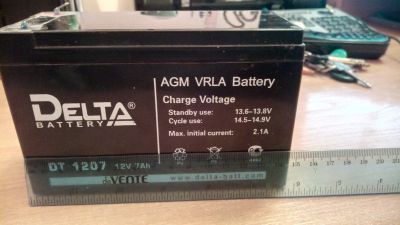 AGM VRLA Battery
DELTA®
BATTERY
Charge Voltage
Standby use: 13.6-13.8V
Cycle use: 14.5-14.9V
Max. initial current: 2.1A
DT 1207 12V 7Ah
VENTE www.delta-batt.com